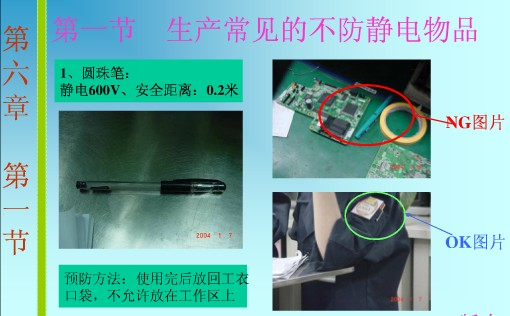 第六章 第一节
第一节 生产常见的不防静电物品
1、圆珠笔：
静电600V、安全距离：0.2米
NG图片
2004 1 7
OK图片
预防方法：使用完后放回工衣
口袋，不允许放在工作区上